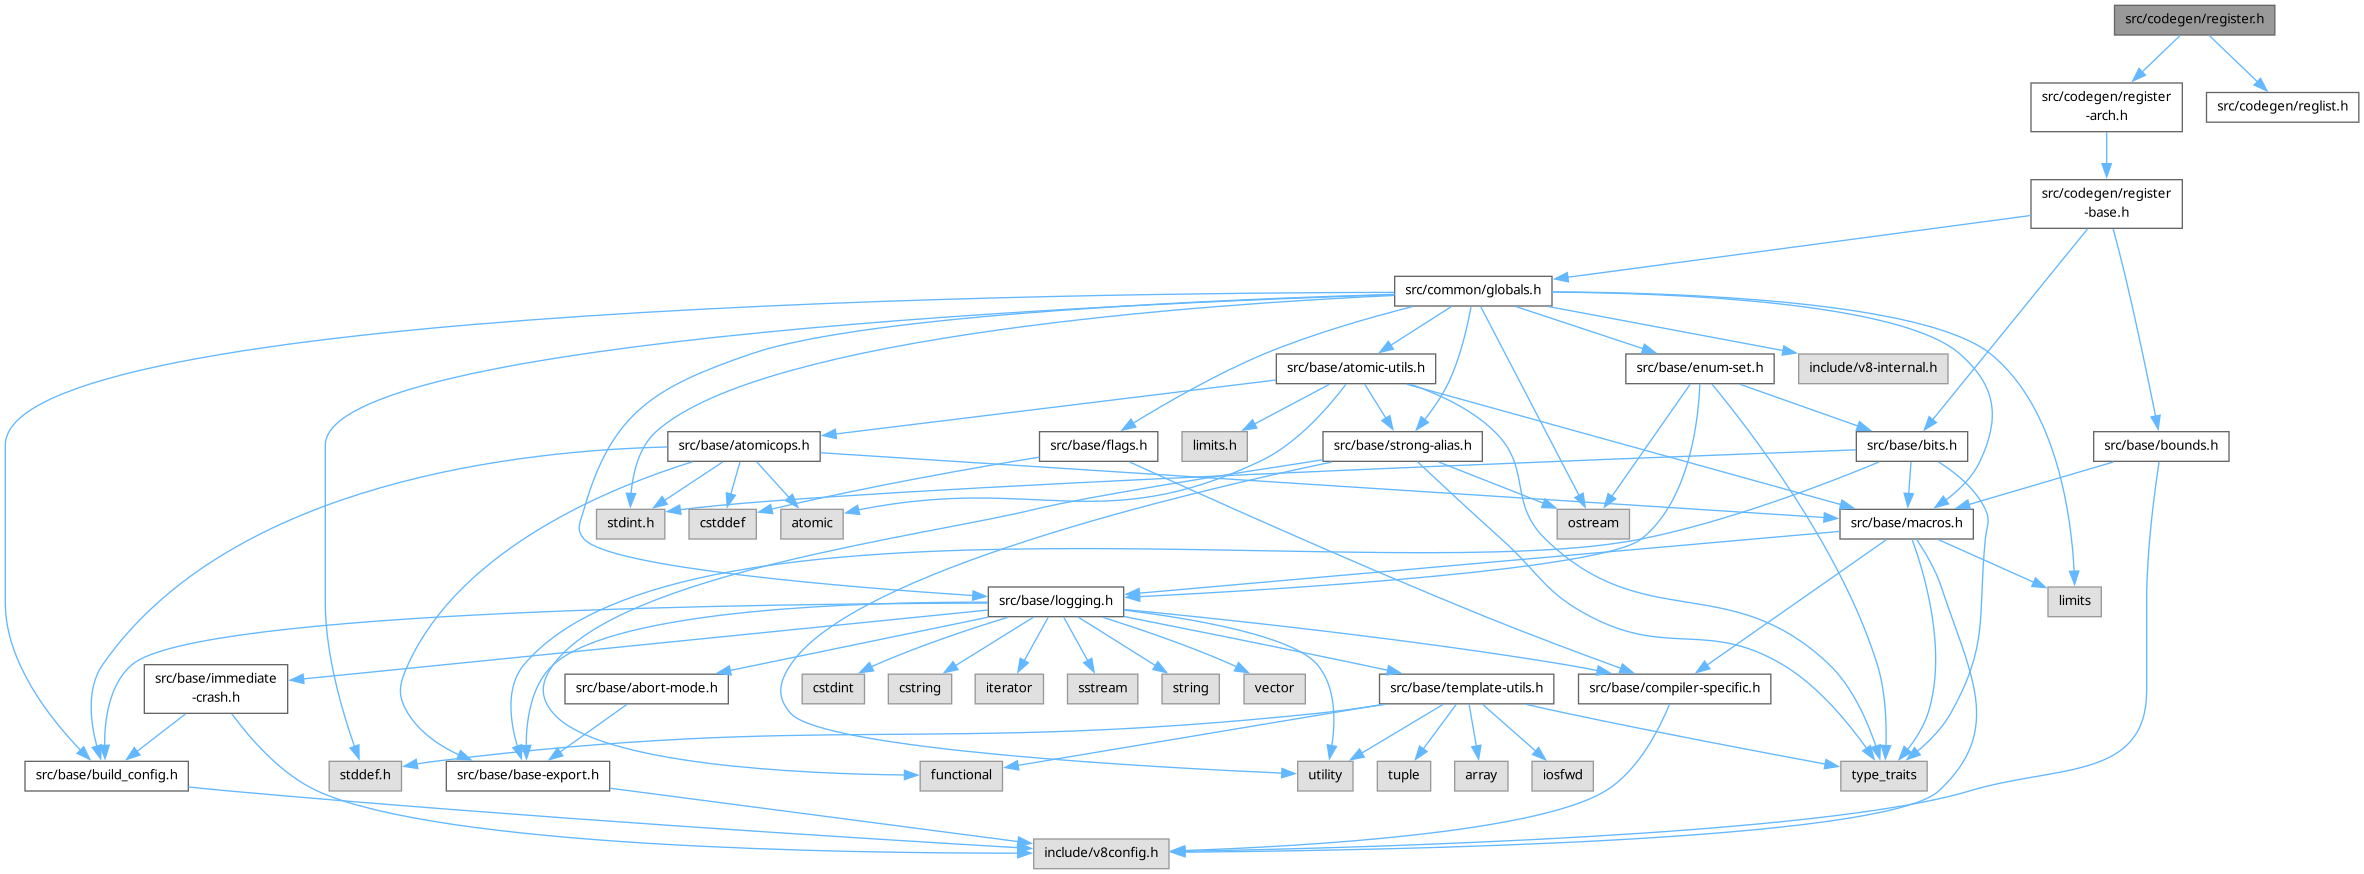 src/codegen/register.h
src/codegen/register
-arch.h
src/codegen/reglist.h
src/codegen/register
-base.h
src/common/globals.h
src/base/atomic-utils.h
src/base/enum-set.h
include/v8-internal.h
src/base/atomicops.h
src/base/flags.h
limits.h
src/base/strong-alias.h
src/base/bits.h
src/base/bounds.h
stdint.h
cstddef
atomic
ostream
src/base/macros.h
src/base/logging.h
limits
src/base/immediate
-crash.h
src/base/abort-mode.h
cstdint
cstring
iterator
sstream
string
vector
src/base/template-utils.h
src/base/compiler-specific.h
src/base/build_config.h
stddef.h
src/base/base-export.h
functional
utility
tuple
array
iosfwd
type_traits
include/v8config.h